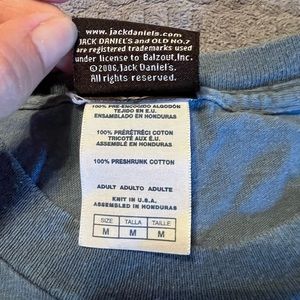 www.jackdaniels.com
JACK DANIEL'S AND OLD NO.7
are registered trademarks used
under license to Balzout, Inc.
©2006, Jack Daniel's.
All rights reserved.
100% PRE-ENCOGIDO ALGODÓN
TEJIDO EN E.U.
ENSAMBLADO EN HONDURAS
100% PRÉRÉTRÉCI COTON
TRICOTÉ AUX É.U.
ASSEMBLÉ EN HONDURAS
100% PRESHRUNK COTTON
ADULT ADULTO ADULTE
KNIT IN U.S.A.
ASSEMBLED IN HONDURAS
SIZE TALLA TAILLE
M M M